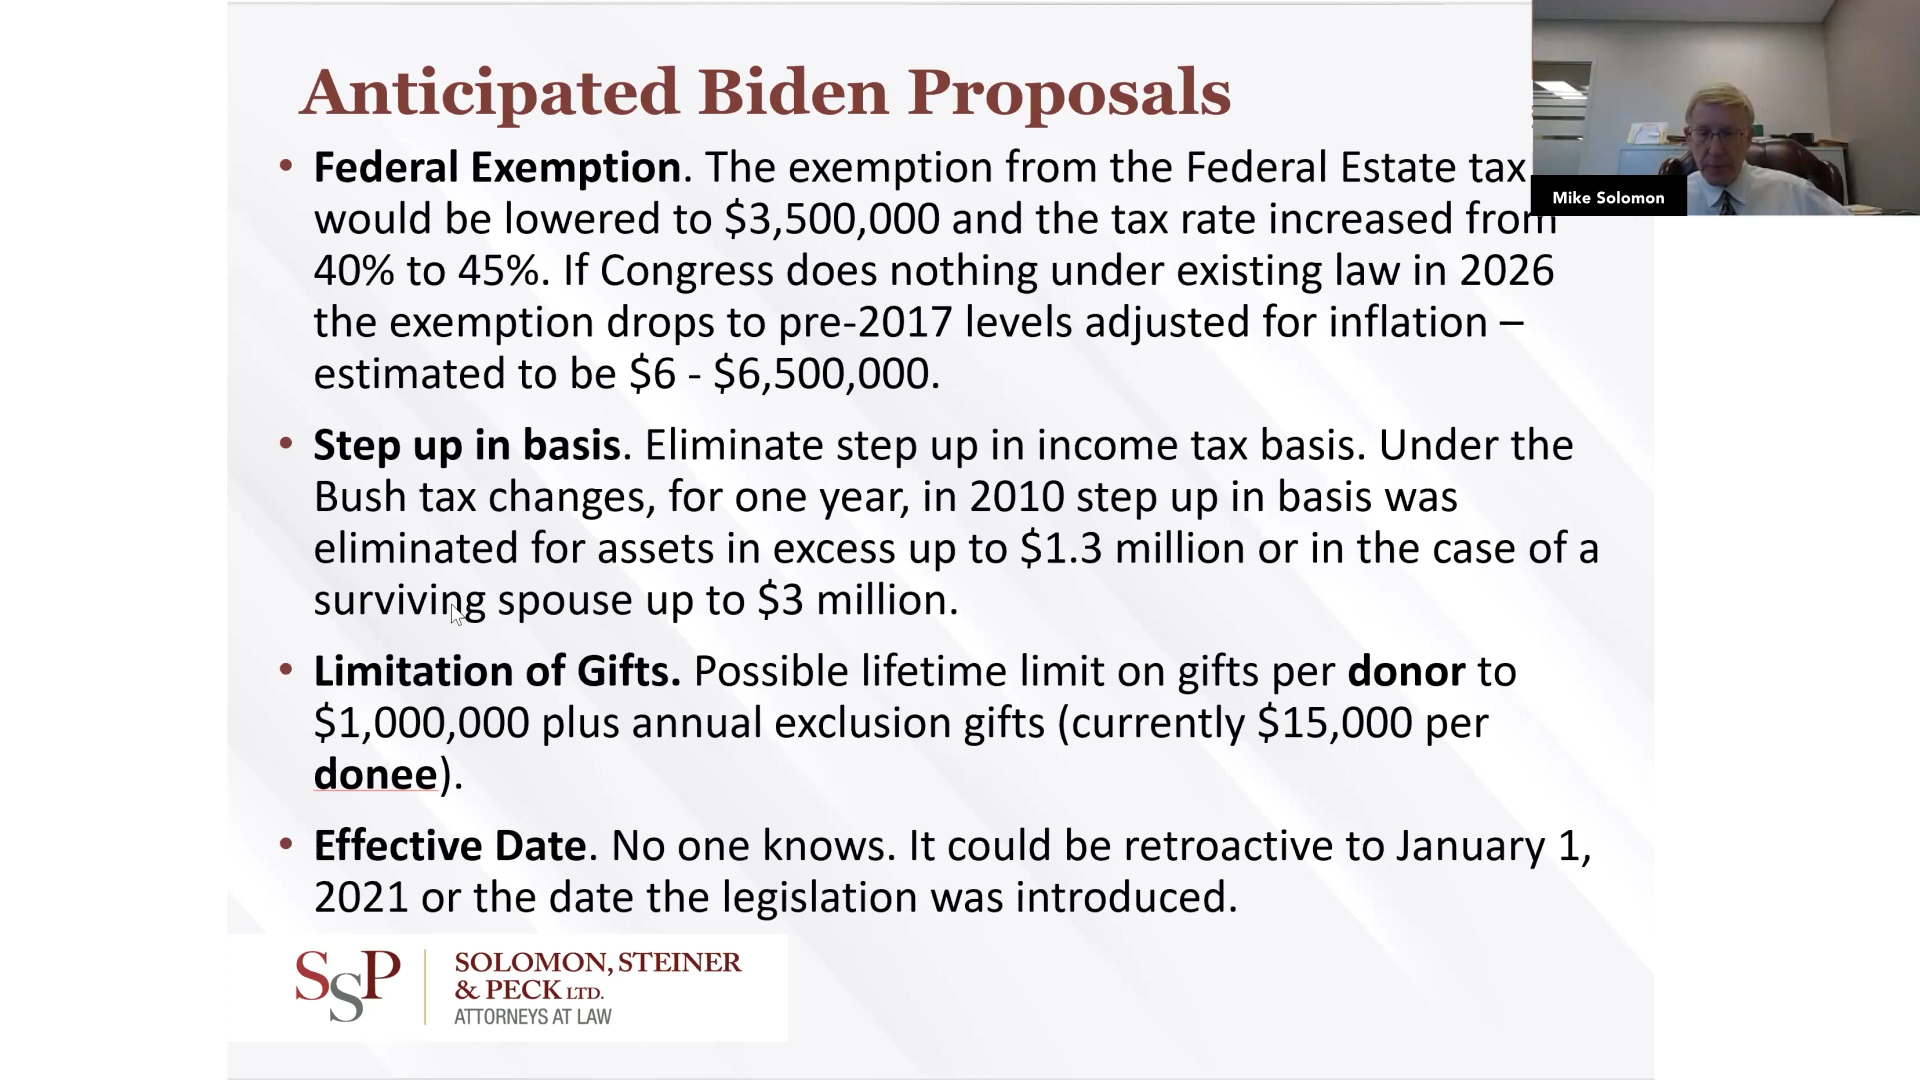 Anticipated Biden Proposals
• Federal Exemption. The exemption from the Federal Estate tax
would be lowered to $3,500,000 and the tax rate increased from
40% to 45%. If Congress does nothing under existing law in 2026
the exemption drops to pre-2017 levels adjusted for inflation –
estimated to be $6 - $6,500,000.
• Step up in basis. Eliminate step up in income tax basis. Under the
Bush tax changes, for one year, in 2010 step up in basis was
eliminated for assets in excess up to $1.3 million or in the case of a
surviving spouse up to $3 million.
• Limitation of Gifts. Possible lifetime limit on gifts per donor to
$1,000,000 plus annual exclusion gifts (currently $15,000 per
donee).
• Effective Date. No one knows. It could be retroactive to January 1,
2021 or the date the legislation was introduced.
SSP
SOLOMON, STEINER
& PECK LTD.
ATTORNEYS AT LAW
Mike Solomon